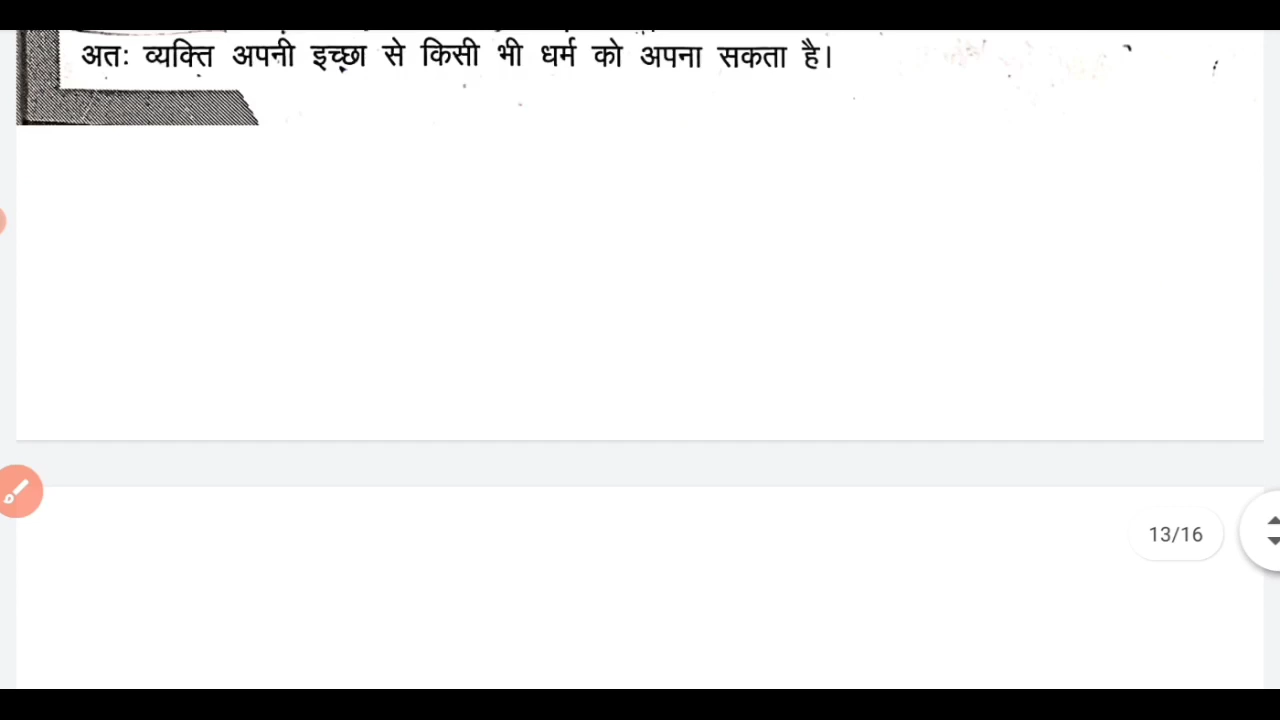 अतः व्यक्ति अपनी इच्छा से किसी भी धर्म को अपना सकता है।
13/16